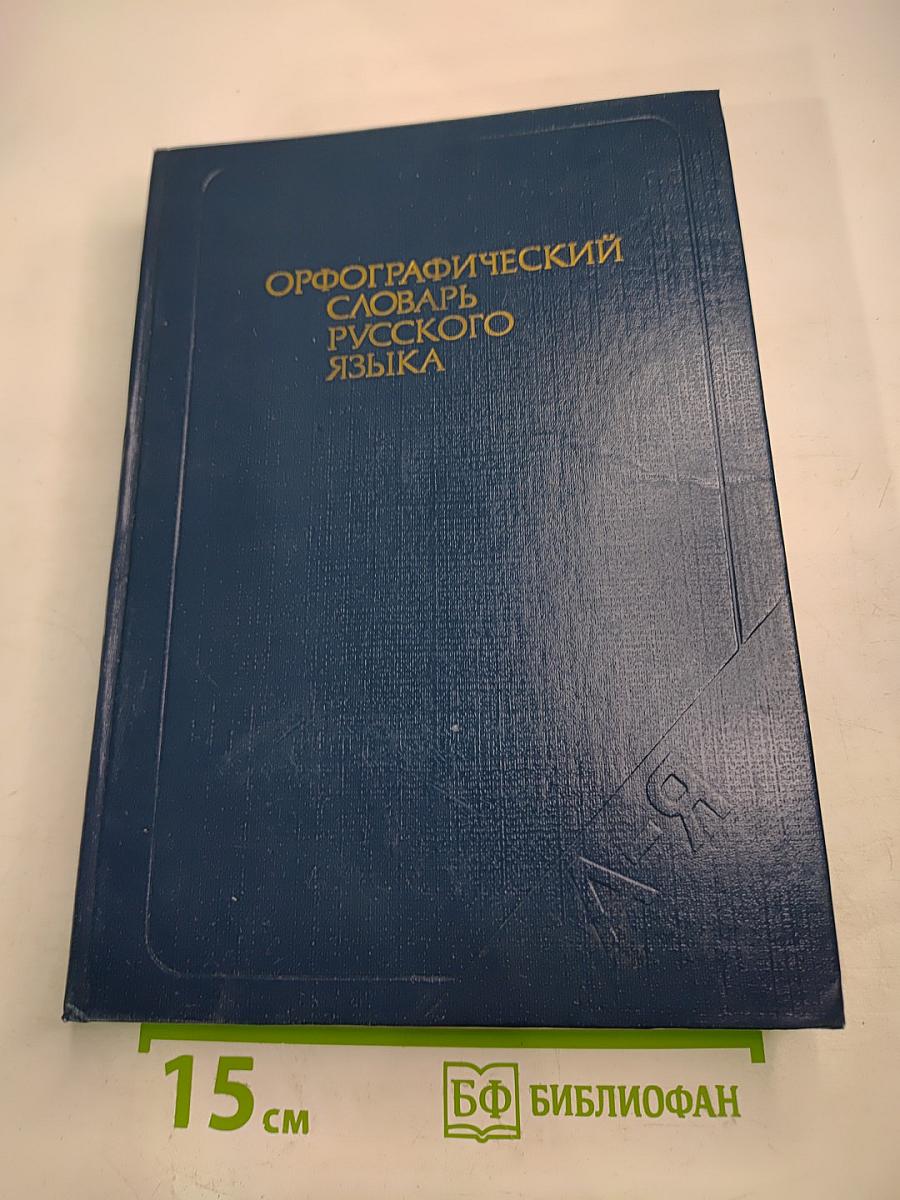 ОРФОГРАФИЧЕСКИЙ
СЛОВАРЬ
РУССКОГО
ЯЗЫКА
А-Я
15 см
БФ БИБЛИОФАН